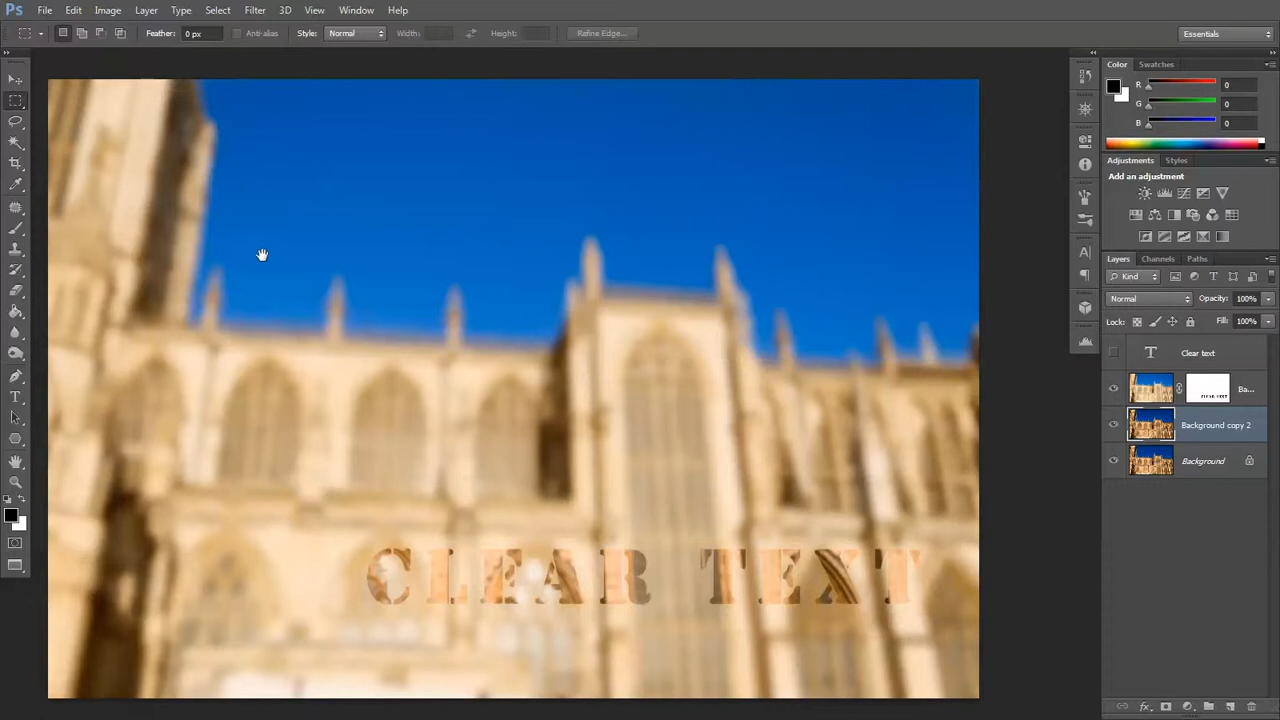 Ps File Edit Image Layer Type Select Filter 3D View Window Help
Feather: 0 px Anti-alias Style: Normal Width: Height: Refine Edge... Essentials
Color Swatches
R 0
G 0
B 0
Adjustments Styles
Add an adjustment
Layers Channels Paths
Kind
Normal Opacity: 100%
Lock: Fill: 100%
T Clear text
Ba...
Background copy 2
Background
CLEAR TEXT